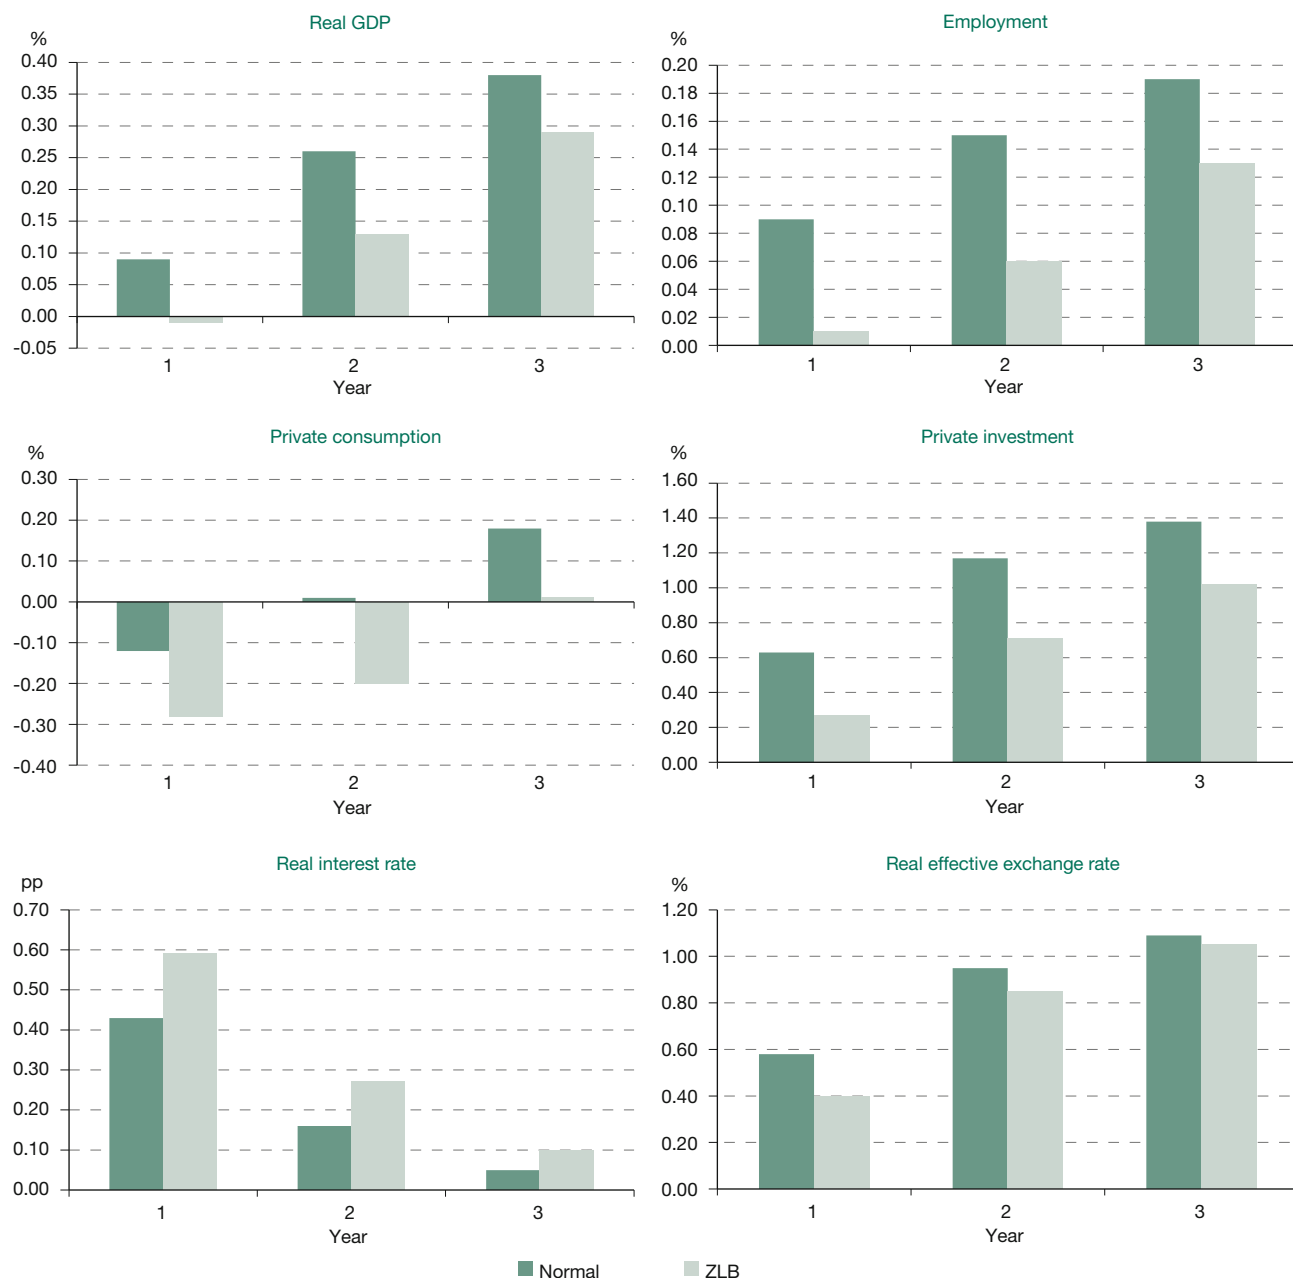 Real GDP
%
0.40
0.35
0.30
0.25
0.20
0.15
0.10
0.05
0.00
-0.05
1 2 3
Year
Employment
%
0.20
0.18
0.16
0.14
0.12
0.10
0.08
0.06
0.04
0.02
0.00
1 2 3
Year
Private consumption
%
0.30
0.20
0.10
0.00
-0.10
-0.20
-0.30
-0.40
1 2 3
Year
Private investment
%
1.60
1.40
1.20
1.00
0.80
0.60
0.40
0.20
0.00
1 2 3
Year
Real interest rate
pp
0.70
0.60
0.50
0.40
0.30
0.20
0.10
0.00
1 2 3
Year
Real effective exchange rate
%
1.20
1.00
0.80
0.60
0.40
0.20
0.00
1 2 3
Year
Normal ZLB